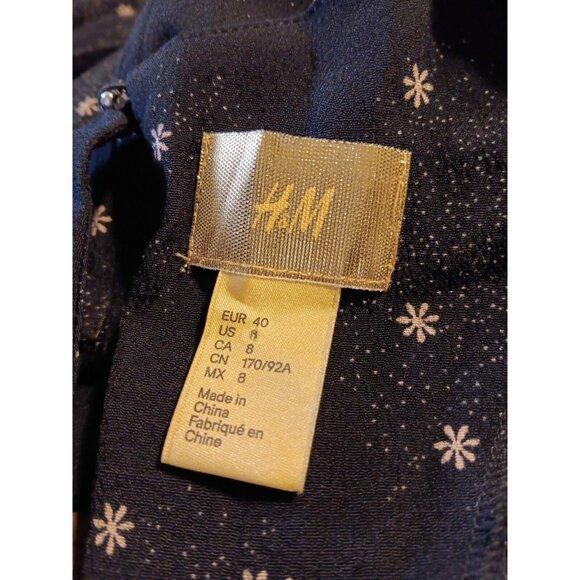 H&M
EUR 40
US 8
CA 8
CN 170/92A
MX 8
Made in
China
Fabriqué en
Chine